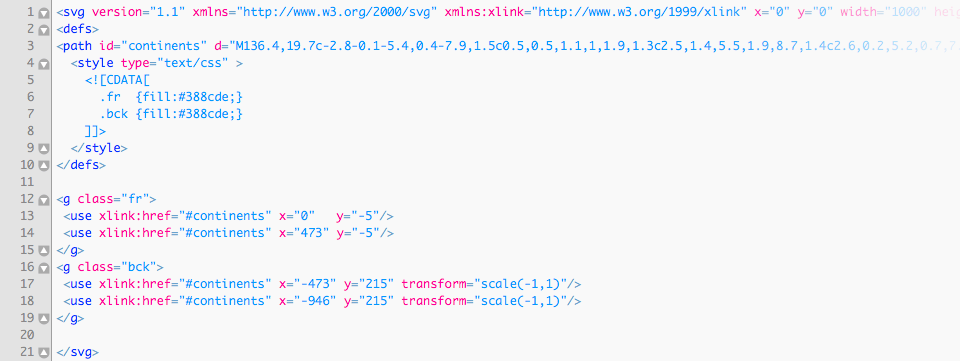 1 <svg version="1.1" xmlns="http://www.w3.org/2000/svg" xmlns:xlink="http://www.w3.org/1999/xlink" x="0" y="0" width="1000" heig
2 <defs>
3 <path id="continents" d="M136.4,19.7c-2.8-0.1-5.4,0.4-7.9,1.5c0.5,0.5,1.1,1,1.9,1.3c2.5,1.4,5.5,1.9,8.7,1.4c2.6,0.2,5.2,0.7,7.
4   <style type="text/css" >
5     <![CDATA[
6       .fr  {fill:#388cde;}
7       .bck {fill:#388cde;}
8     ]]>
9   </style>
10 </defs>
11
12 <g class="fr">
13  <use xlink:href="#continents" x="0"   y="-5"/>
14  <use xlink:href="#continents" x="473" y="-5"/>
15 </g>
16 <g class="bck">
17  <use xlink:href="#continents" x="-473" y="215" transform="scale(-1,1)"/>
18  <use xlink:href="#continents" x="-946" y="215" transform="scale(-1,1)"/>
19 </g>
20
21 </svg>